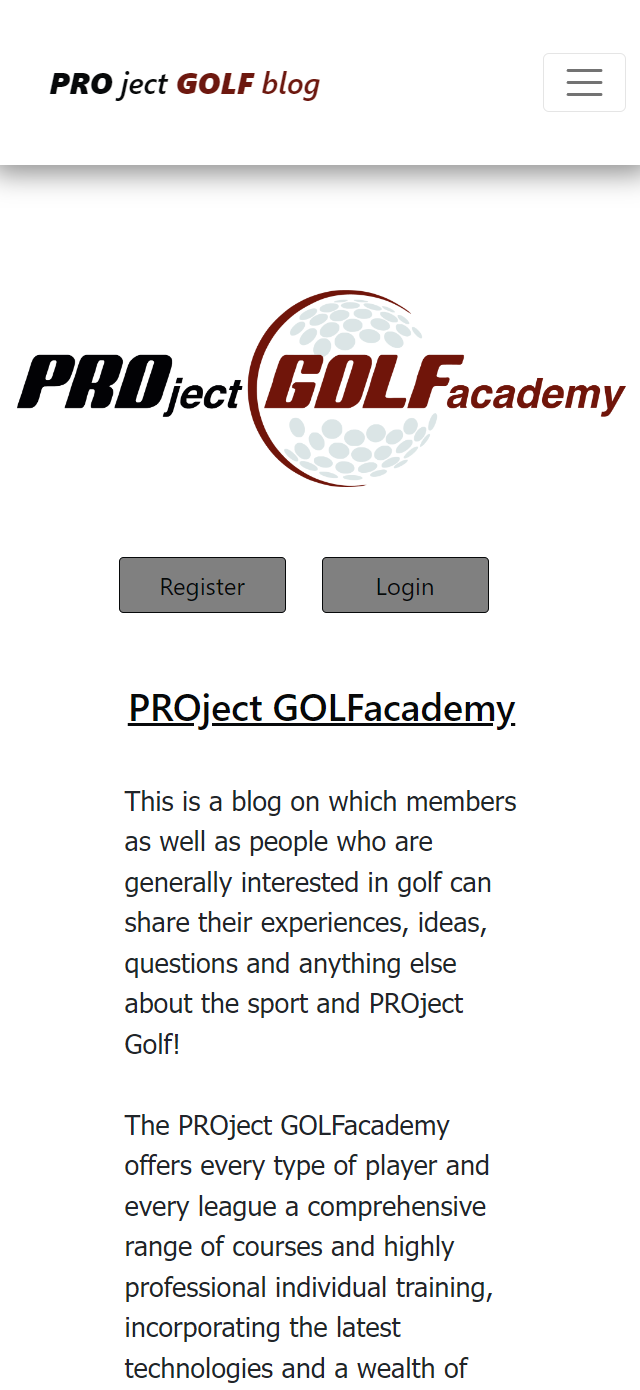 PRO ject GOLF blog
PROject GOLFacademy
Register Login
PROject GOLFacademy
This is a blog on which members
as well as people who are
generally interested in golf can
share their experiences, ideas,
questions and anything else
about the sport and PROject
Golf!
The PROject GOLFacademy
offers every type of player and
every league a comprehensive
range of courses and highly
professional individual training,
incorporating the latest
technologies and a wealth of